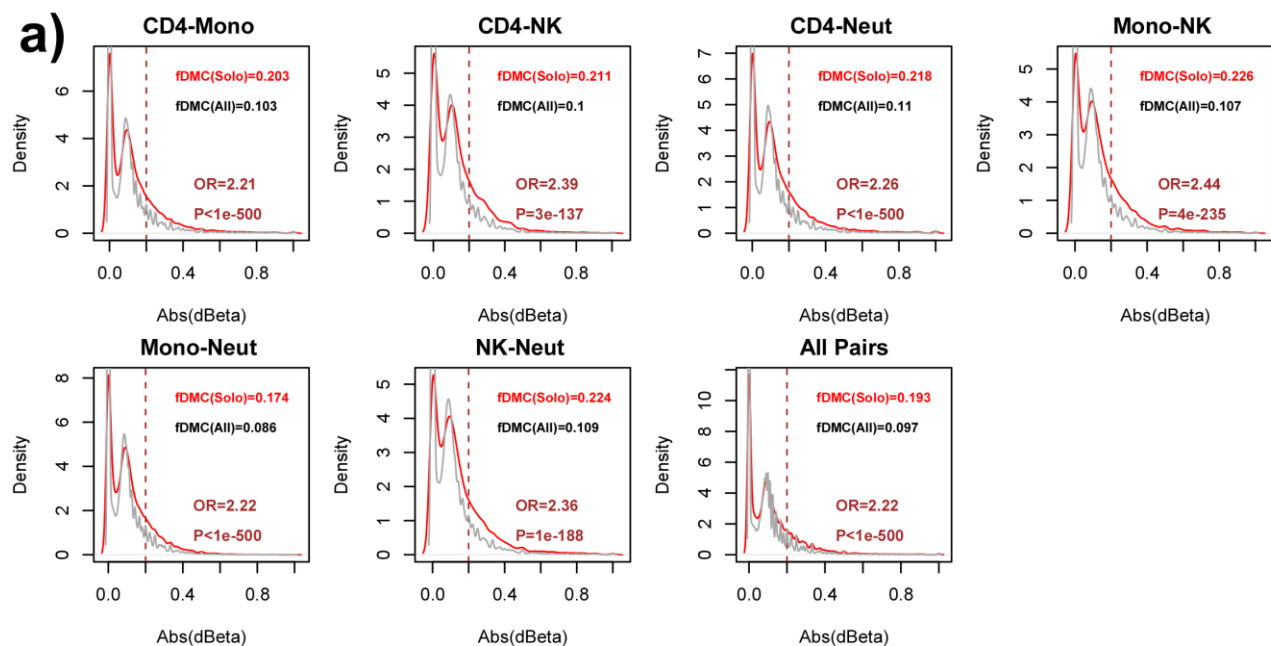 a)
CD4-Mono
fDMC(Solo)=0.203
fDMC(All)=0.103
OR=2.21
P<1e-500
Density
0
2
4
6
0.0
0.4
0.8
Abs(dBeta)
CD4-NK
fDMC(Solo)=0.211
fDMC(All)=0.1
OR=2.39
P=3e-137
Density
0
1
2
3
4
5
0.0
0.4
0.8
Abs(dBeta)
CD4-Neut
fDMC(Solo)=0.218
fDMC(All)=0.11
OR=2.26
P<1e-500
Density
0
1
2
3
4
5
6
7
0.0
0.4
0.8
Abs(dBeta)
Mono-NK
fDMC(Solo)=0.226
fDMC(All)=0.107
OR=2.44
P=4e-235
Density
0
1
2
3
4
5
0.0
0.4
0.8
Abs(dBeta)
Mono-Neut
fDMC(Solo)=0.174
fDMC(All)=0.086
OR=2.22
P<1e-500
Density
0
2
4
6
8
0.0
0.4
0.8
Abs(dBeta)
NK-Neut
fDMC(Solo)=0.224
fDMC(All)=0.109
OR=2.36
P=1e-188
Density
0
1
2
3
4
5
0.0
0.4
0.8
Abs(dBeta)
All Pairs
fDMC(Solo)=0.193
fDMC(All)=0.097
OR=2.22
P<1e-500
Density
0
2
4
6
8
10
0.0
0.4
0.8
Abs(dBeta)